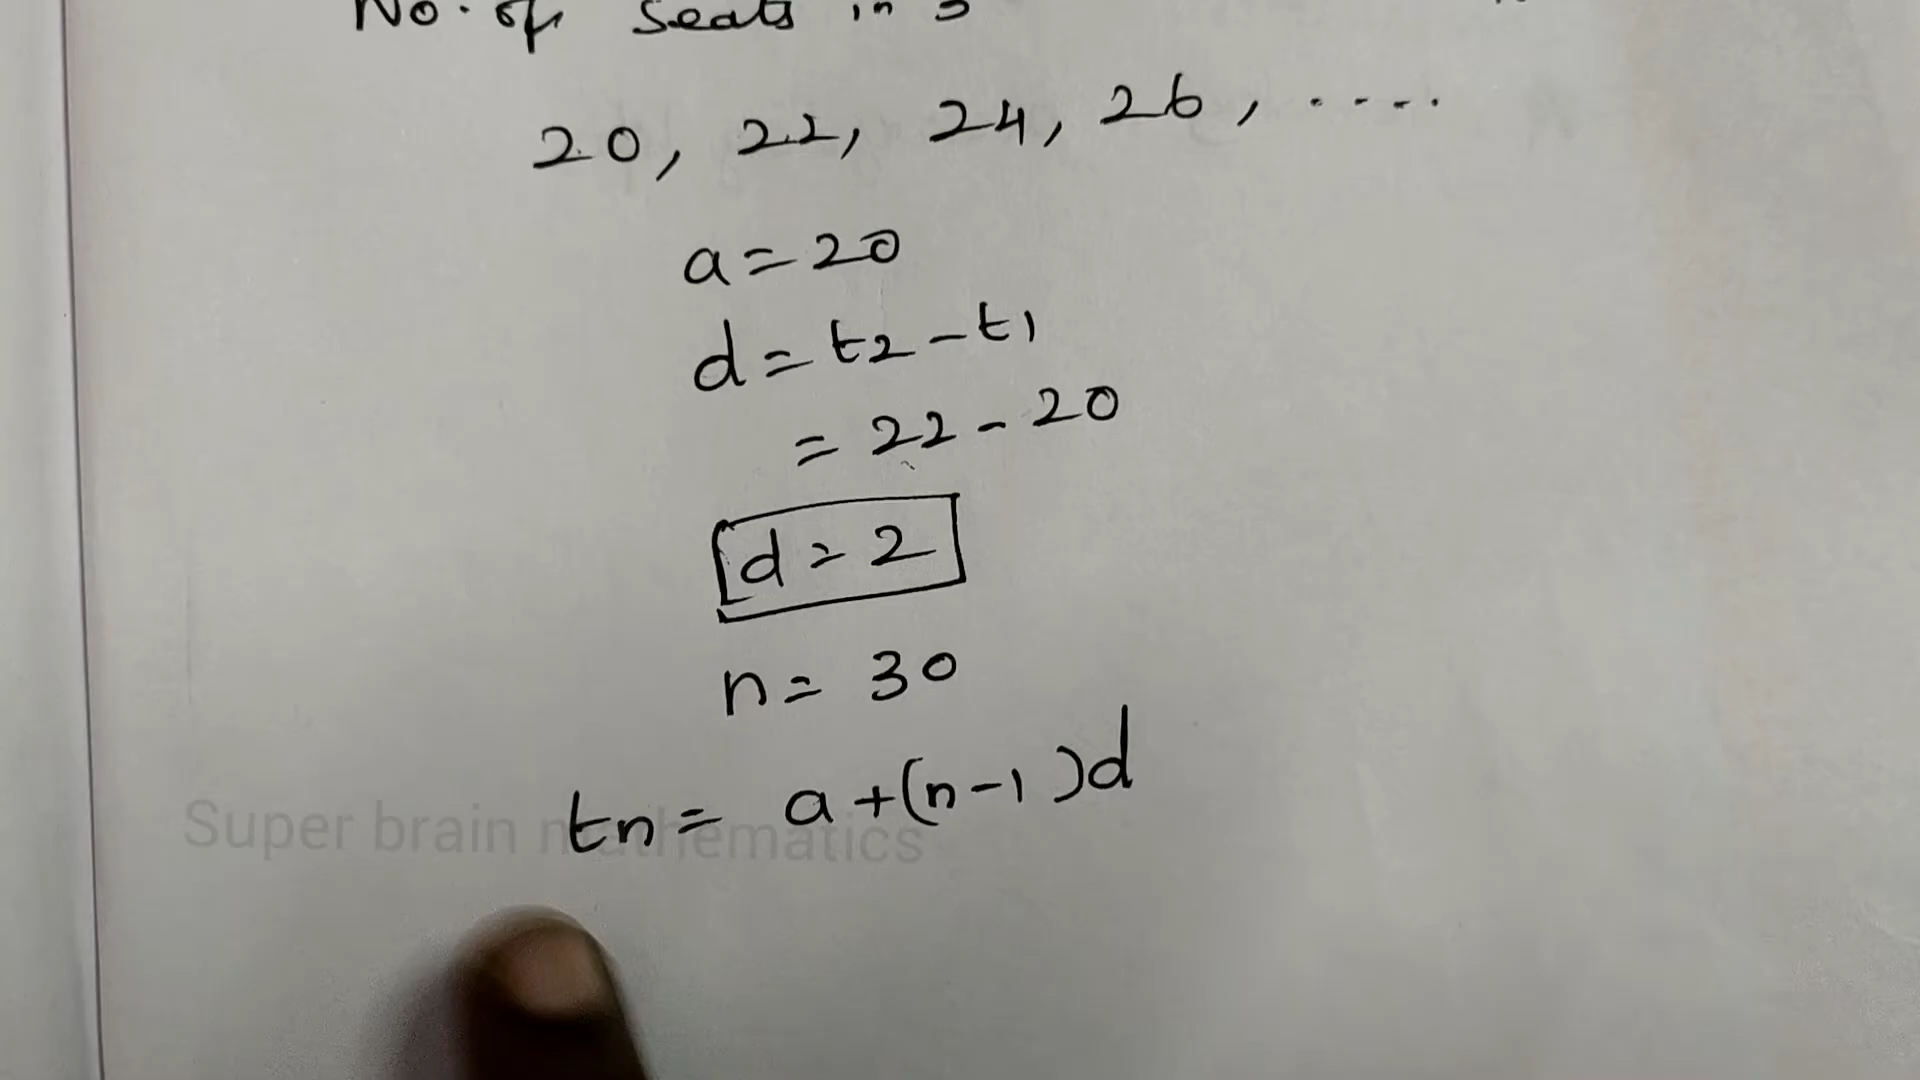 No. of Seats in 3
20, 22, 24, 26, ....
a = 20
d = t2 - t1
= 22 - 20
d = 2
n = 30
tn = a + (n - 1) d
Super brain mathematics